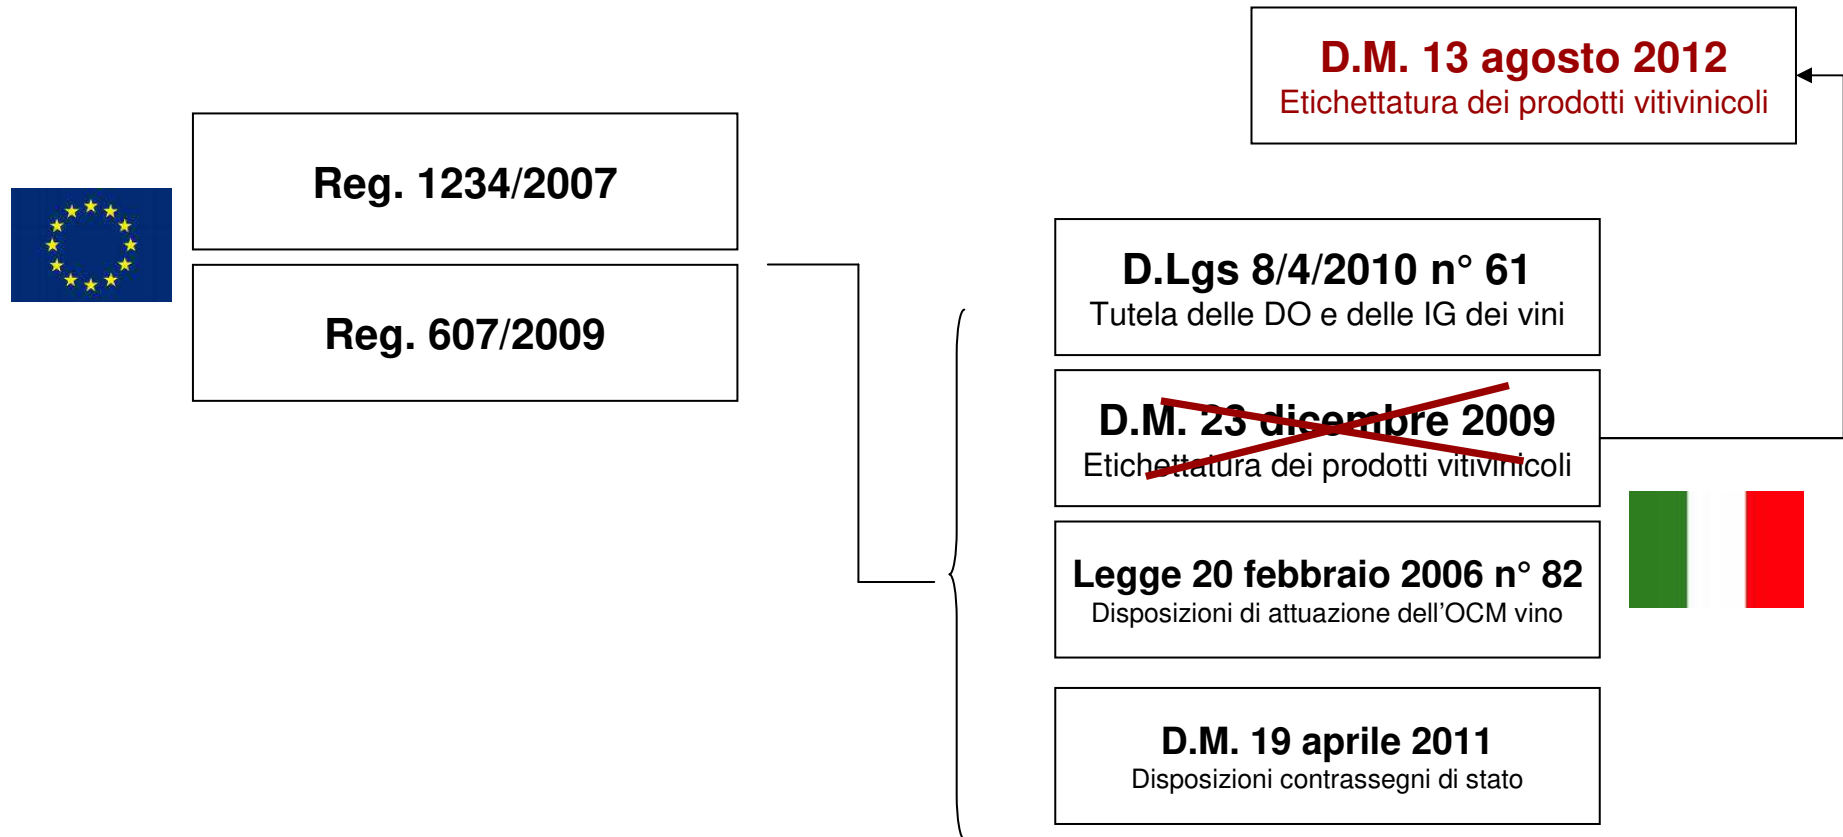 D.M. 13 agosto 2012
Etichettatura dei prodotti vitivinicoli
Reg. 1234/2007
Reg. 607/2009
D.Lgs 8/4/2010 n° 61
Tutela delle DO e delle IG dei vini
D.M. 23 dicembre 2009
Etichettatura dei prodotti vitivinicoli
Legge 20 febbraio 2006 n° 82
Disposizioni di attuazione dell’OCM vino
D.M. 19 aprile 2011
Disposizioni contrassegni di stato